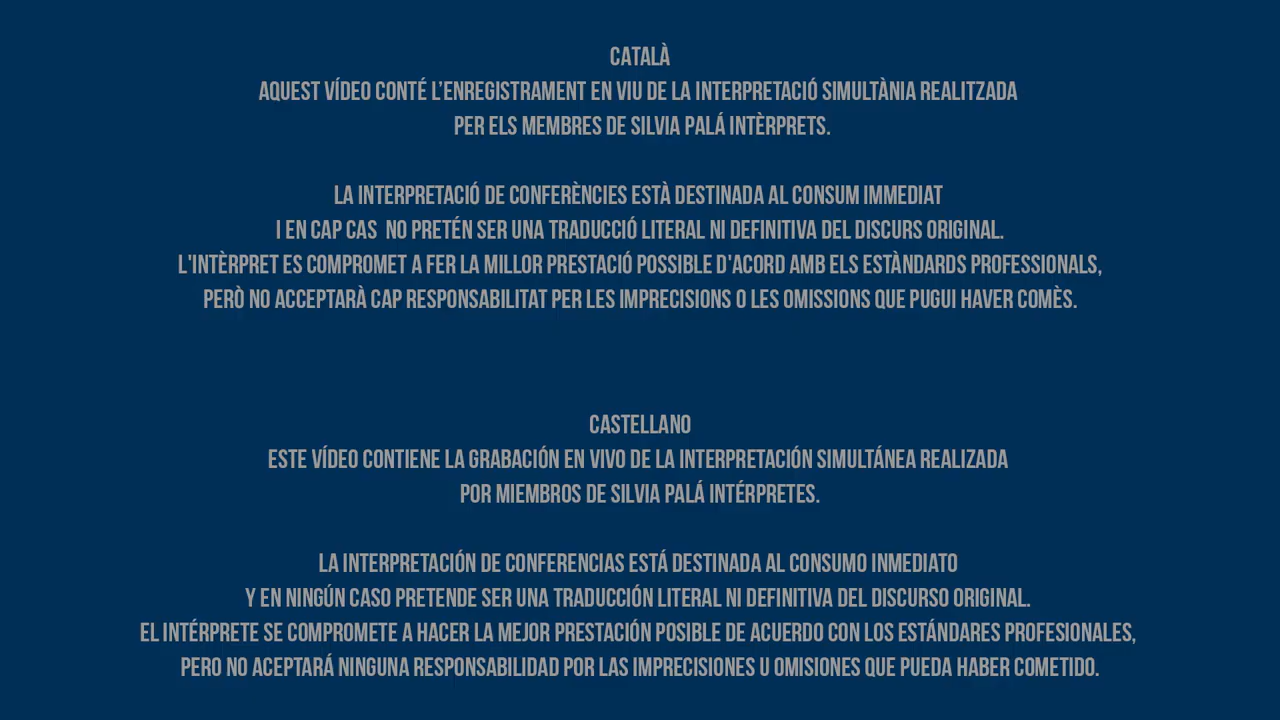 CATALÀ
AQUEST VÍDEO CONTÉ L'ENREGISTRAMENT EN VIU DE LA INTERPRETACIÓ SIMULTÀNIA REALITZADA
PER ELS MEMBRES DE SILVIA PALÁ INTÈRPRETS.
LA INTERPRETACIÓ DE CONFERÈNCIES ESTÀ DESTINADA AL CONSUM IMMEDIAT
I EN CAP CAS  NO PRETÉN SER UNA TRADUCCIÓ LITERAL NI DEFINITIVA DEL DISCURS ORIGINAL.
L'INTÈRPRET ES COMPROMET A FER LA MILLOR PRESTACIÓ POSSIBLE D'ACORD AMB ELS ESTÀNDARDS PROFESSIONALS,
PERÒ NO ACCEPTARÀ CAP RESPONSABILITAT PER LES IMPRECISIONS O LES OMISSIONS QUE PUGUI HAVER COMÈS.
CASTELLANO
ESTE VÍDEO CONTIENE LA GRABACIÓN EN VIVO DE LA INTERPRETACIÓN SIMULTÁNEA REALIZADA
POR MIEMBROS DE SILVIA PALÁ INTÉRPRETES.
LA INTERPRETACIÓN DE CONFERENCIAS ESTÁ DESTINADA AL CONSUMO INMEDIATO
Y EN NINGÚN CASO PRETENDE SER UNA TRADUCCIÓN LITERAL NI DEFINITIVA DEL DISCURSO ORIGINAL.
EL INTÉRPRETE SE COMPROMETE A HACER LA MEJOR PRESTACIÓN POSIBLE DE ACUERDO CON LOS ESTÁNDARES PROFESIONALES,
PERO NO ACEPTARÁ NINGUNA RESPONSABILIDAD POR LAS IMPRECISIONES U OMISIONES QUE PUEDA HABER COMETIDO.